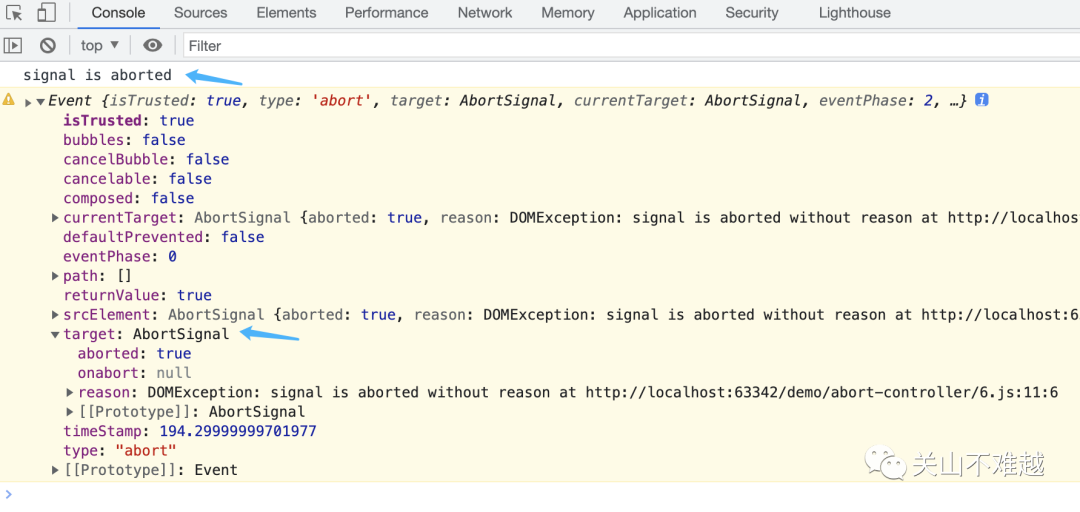 Console Sources Elements Performance Network Memory Application Security Lighthouse
top ▼ Filter
signal is aborted
Event {isTrusted: true, type: 'abort', target: AbortSignal, currentTarget: AbortSignal, eventPhase: 2, …} i
isTrusted: true
bubbles: false
cancelBubble: false
cancelable: false
composed: false
currentTarget: AbortSignal {aborted: true, reason: DOMException: signal is aborted without reason at http://localhost
defaultPrevented: false
eventPhase: 0
path: []
returnValue: true
srcElement: AbortSignal {aborted: true, reason: DOMException: signal is aborted without reason at http://localhost:6
target: AbortSignal
aborted: true
onabort: null
reason: DOMException: signal is aborted without reason at http://localhost:63342/demo/abort-controller/6.js:11:6
[[Prototype]]: AbortSignal
timeStamp: 194.29999999701977
type: "abort"
[[Prototype]]: Event
关山不难越